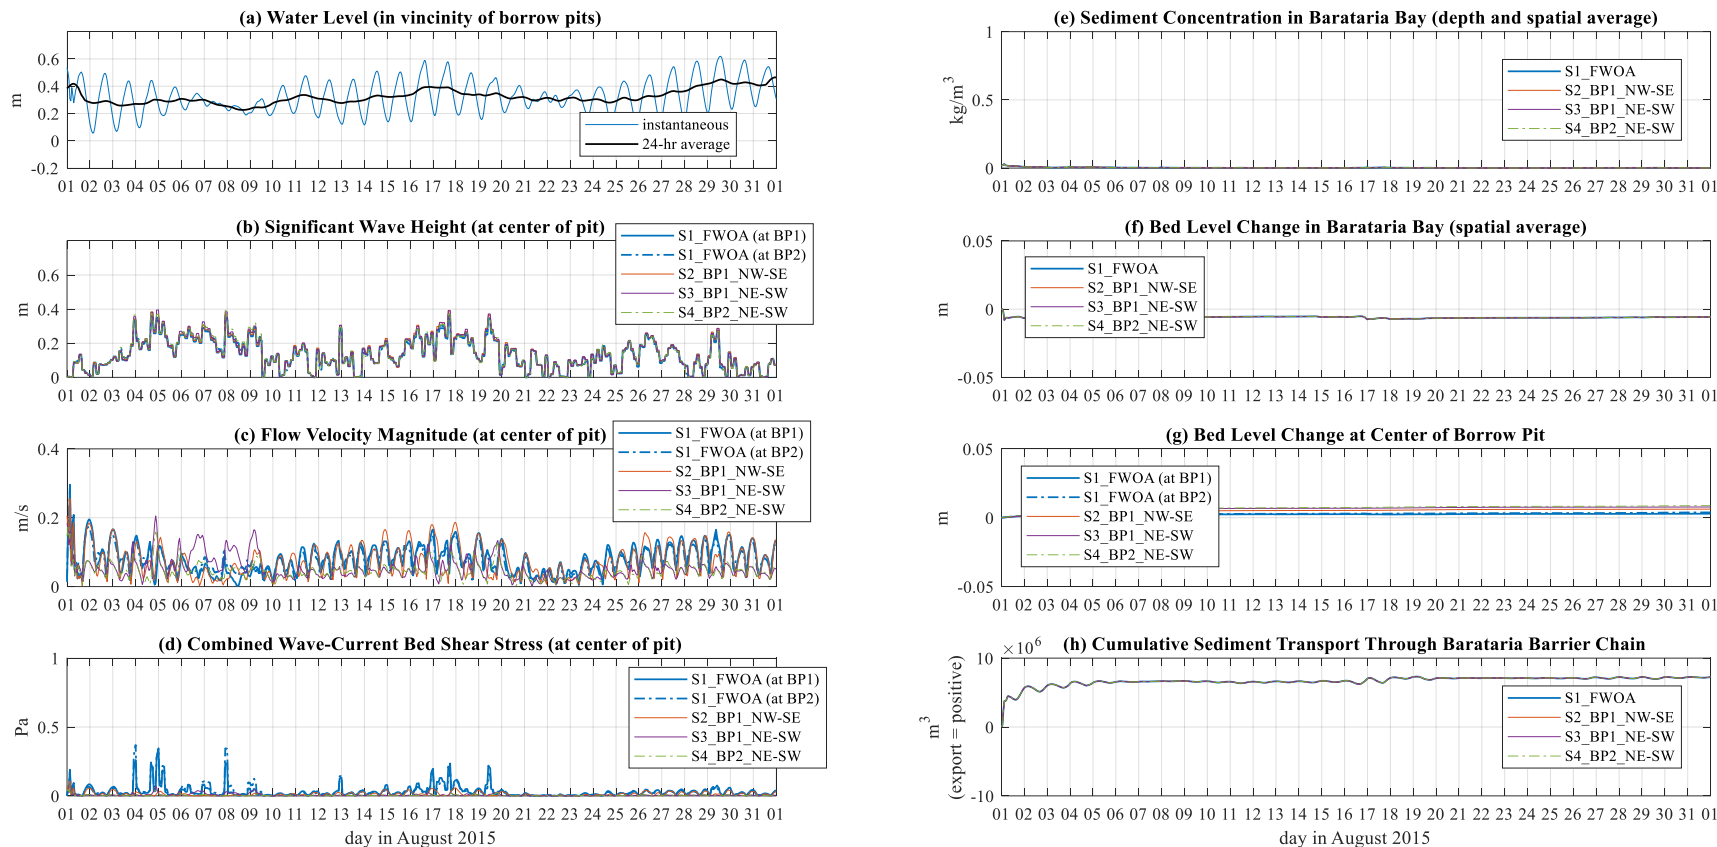 (a) Water Level (in vincinity of borrow pits)
0.6
0.4
0.2
0
-0.2
m
instantaneous
24-hr average
01 02 03 04 05 06 07 08 09 10 11 12 13 14 15 16 17 18 19 20 21 22 23 24 25 26 27 28 29 30 31 01
(b) Significant Wave Height (at center of pit)
0.6
0.4
0.2
0
m
S1_FWOA (at BP1)
S1_FWOA (at BP2)
S2_BP1_NW-SE
S3_BP1_NE-SW
S4_BP2_NE-SW
01 02 03 04 05 06 07 08 09 10 11 12 13 14 15 16 17 18 19 20 21 22 23 24 25 26 27 28 29 30 31 01
(c) Flow Velocity Magnitude (at center of pit)
0.4
0.2
0
m/s
S1_FWOA (at BP1)
S1_FWOA (at BP2)
S2_BP1_NW-SE
S3_BP1_NE-SW
S4_BP2_NE-SW
01 02 03 04 05 06 07 08 09 10 11 12 13 14 15 16 17 18 19 20 21 22 23 24 25 26 27 28 29 30 31 01
(d) Combined Wave-Current Bed Shear Stress (at center of pit)
1
0.5
0
Pa
S1_FWOA (at BP1)
S1_FWOA (at BP2)
S2_BP1_NW-SE
S3_BP1_NE-SW
S4_BP2_NE-SW
01 02 03 04 05 06 07 08 09 10 11 12 13 14 15 16 17 18 19 20 21 22 23 24 25 26 27 28 29 30 31 01
day in August 2015
(e) Sediment Concentration in Barataria Bay (depth and spatial average)
1
0.5
0
kg/m³
S1_FWOA
S2_BP1_NW-SE
S3_BP1_NE-SW
S4_BP2_NE-SW
01 02 03 04 05 06 07 08 09 10 11 12 13 14 15 16 17 18 19 20 21 22 23 24 25 26 27 28 29 30 31 01
(f) Bed Level Change in Barataria Bay (spatial average)
0.05
0
-0.05
m
S1_FWOA
S2_BP1_NW-SE
S3_BP1_NE-SW
S4_BP2_NE-SW
01 02 03 04 05 06 07 08 09 10 11 12 13 14 15 16 17 18 19 20 21 22 23 24 25 26 27 28 29 30 31 01
(g) Bed Level Change at Center of Borrow Pit
0.05
0
-0.05
m
S1_FWOA (at BP1)
S1_FWOA (at BP2)
S2_BP1_NW-SE
S3_BP1_NE-SW
S4_BP2_NE-SW
01 02 03 04 05 06 07 08 09 10 11 12 13 14 15 16 17 18 19 20 21 22 23 24 25 26 27 28 29 30 31 01
(h) Cumulative Sediment Transport Through Barataria Barrier Chain
×10⁶
10
0
-10
m³
(export = positive)
S1_FWOA
S2_BP1_NW-SE
S3_BP1_NE-SW
S4_BP2_NE-SW
01 02 03 04 05 06 07 08 09 10 11 12 13 14 15 16 17 18 19 20 21 22 23 24 25 26 27 28 29 30 31 01
day in August 2015